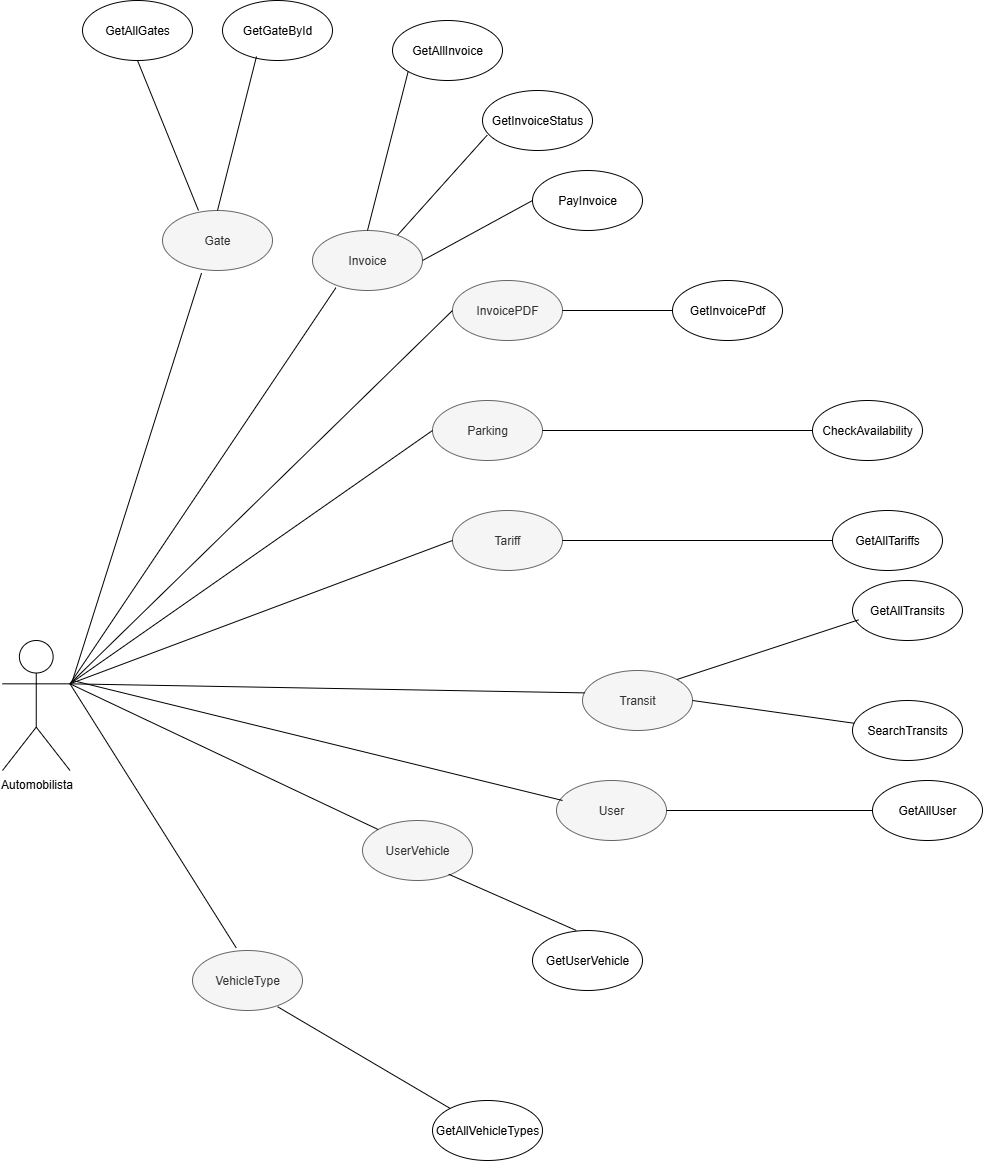 GetAllGates
GetGateById
GetAllInvoice
GetInvoiceStatus
PayInvoice
Gate
Invoice
InvoicePDF
GetInvoicePdf
Parking
CheckAvailability
Tariff
GetAllTariffs
GetAllTransits
Transit
SearchTransits
Automobilista
User
GetAllUser
UserVehicle
GetUserVehicle
VehicleType
GetAllVehicleTypes